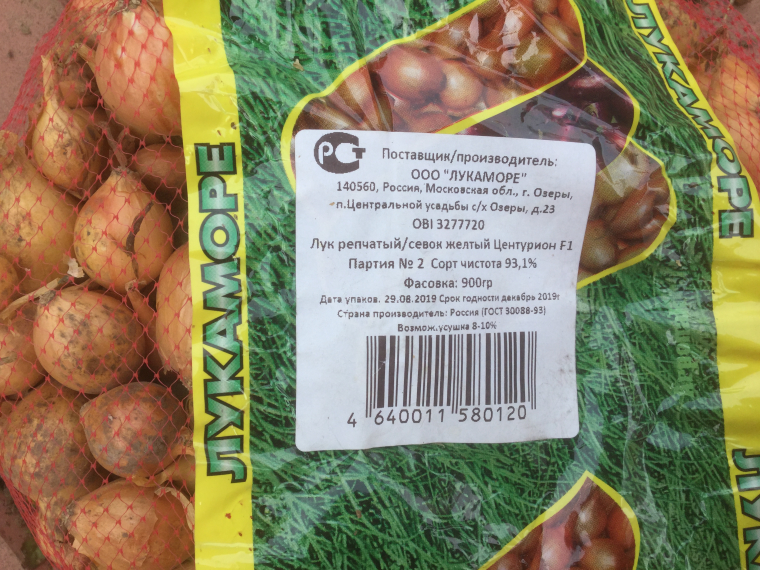 ЛУКАМОРЕ
ЛУКАМОРЕ
РСТ
Поставщик/производитель:
ООО "ЛУКАМОРЕ"
140560, Россия, Московская обл., г. Озеры,
п.Центральной усадьбы с/х Озеры, д.23
OBI 3277720
Лук репчатый/севок желтый Центурион F1
Партия № 2 Сорт чистота 93,1%
Фасовка: 900гр
Дата упаков. 29.08.2019 Срок годности декабрь 2019г
Страна производитель: Россия (ГОСТ 30088-93)
Возмож.усушка 8-10%
4 640011 580120
ЛУК